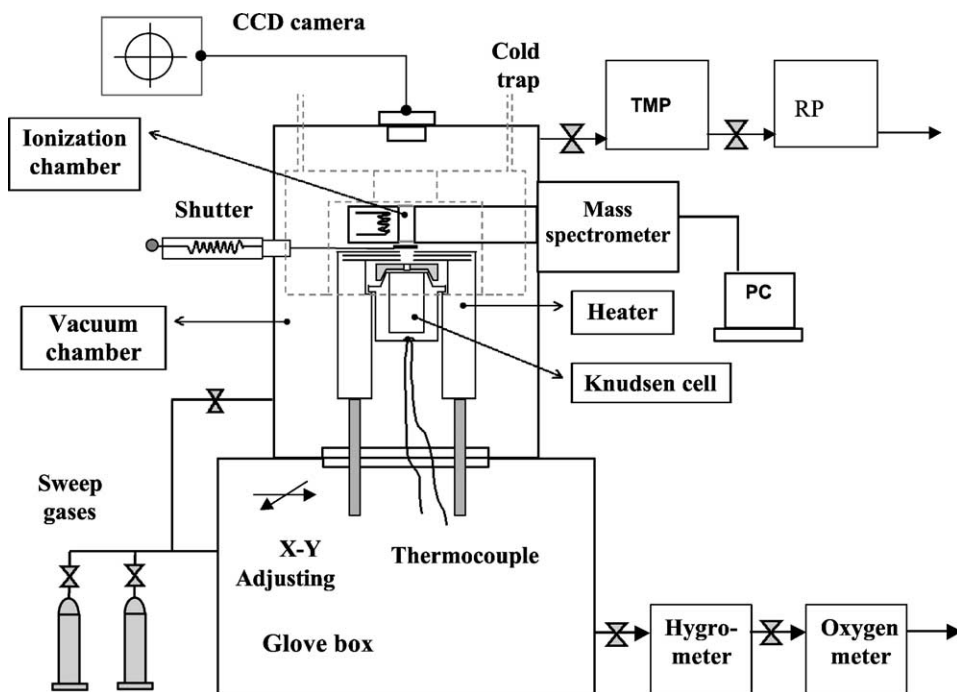 CCD camera
Cold
trap
TMP
RP
Ionization
chamber
Shutter
Mass
spectrometer
PC
Vacuum
chamber
Heater
Knudsen cell
Sweep
gases
X-Y
Adjusting
Thermocouple
Glove box
Hygro-
meter
Oxygen
meter